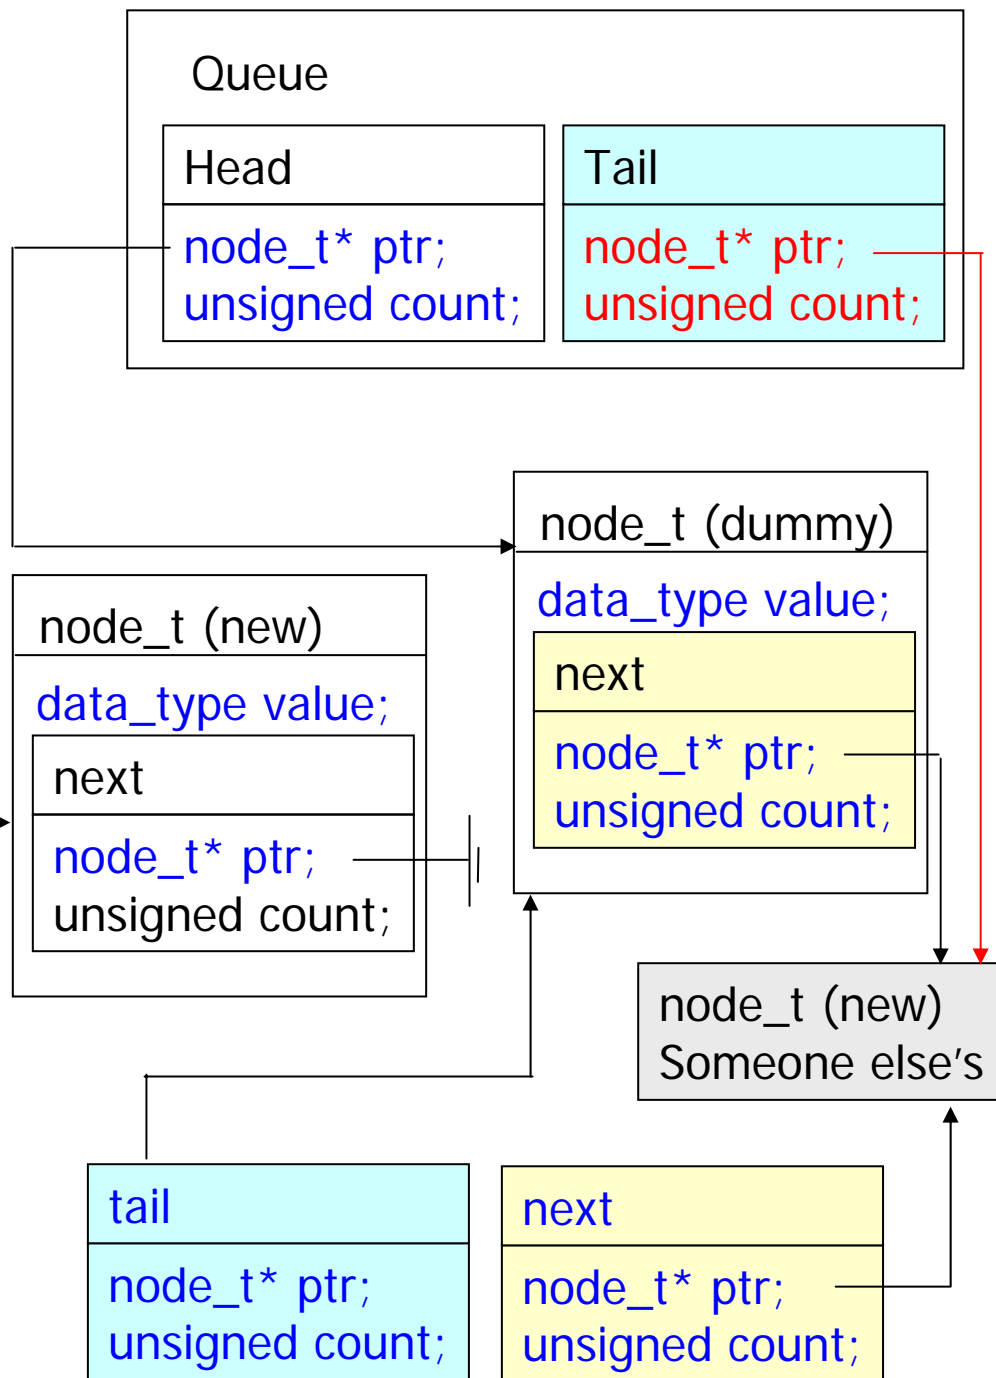 Queue
Head
node_t* ptr;
unsigned count;
Tail
node_t* ptr;
unsigned count;
node_t (dummy)
data_type value;
next
node_t* ptr;
unsigned count;
node_t (new)
data_type value;
next
node_t* ptr;
unsigned count;
node_t (new)
Someone else's
tail
node_t* ptr;
unsigned count;
next
node_t* ptr;
unsigned count;